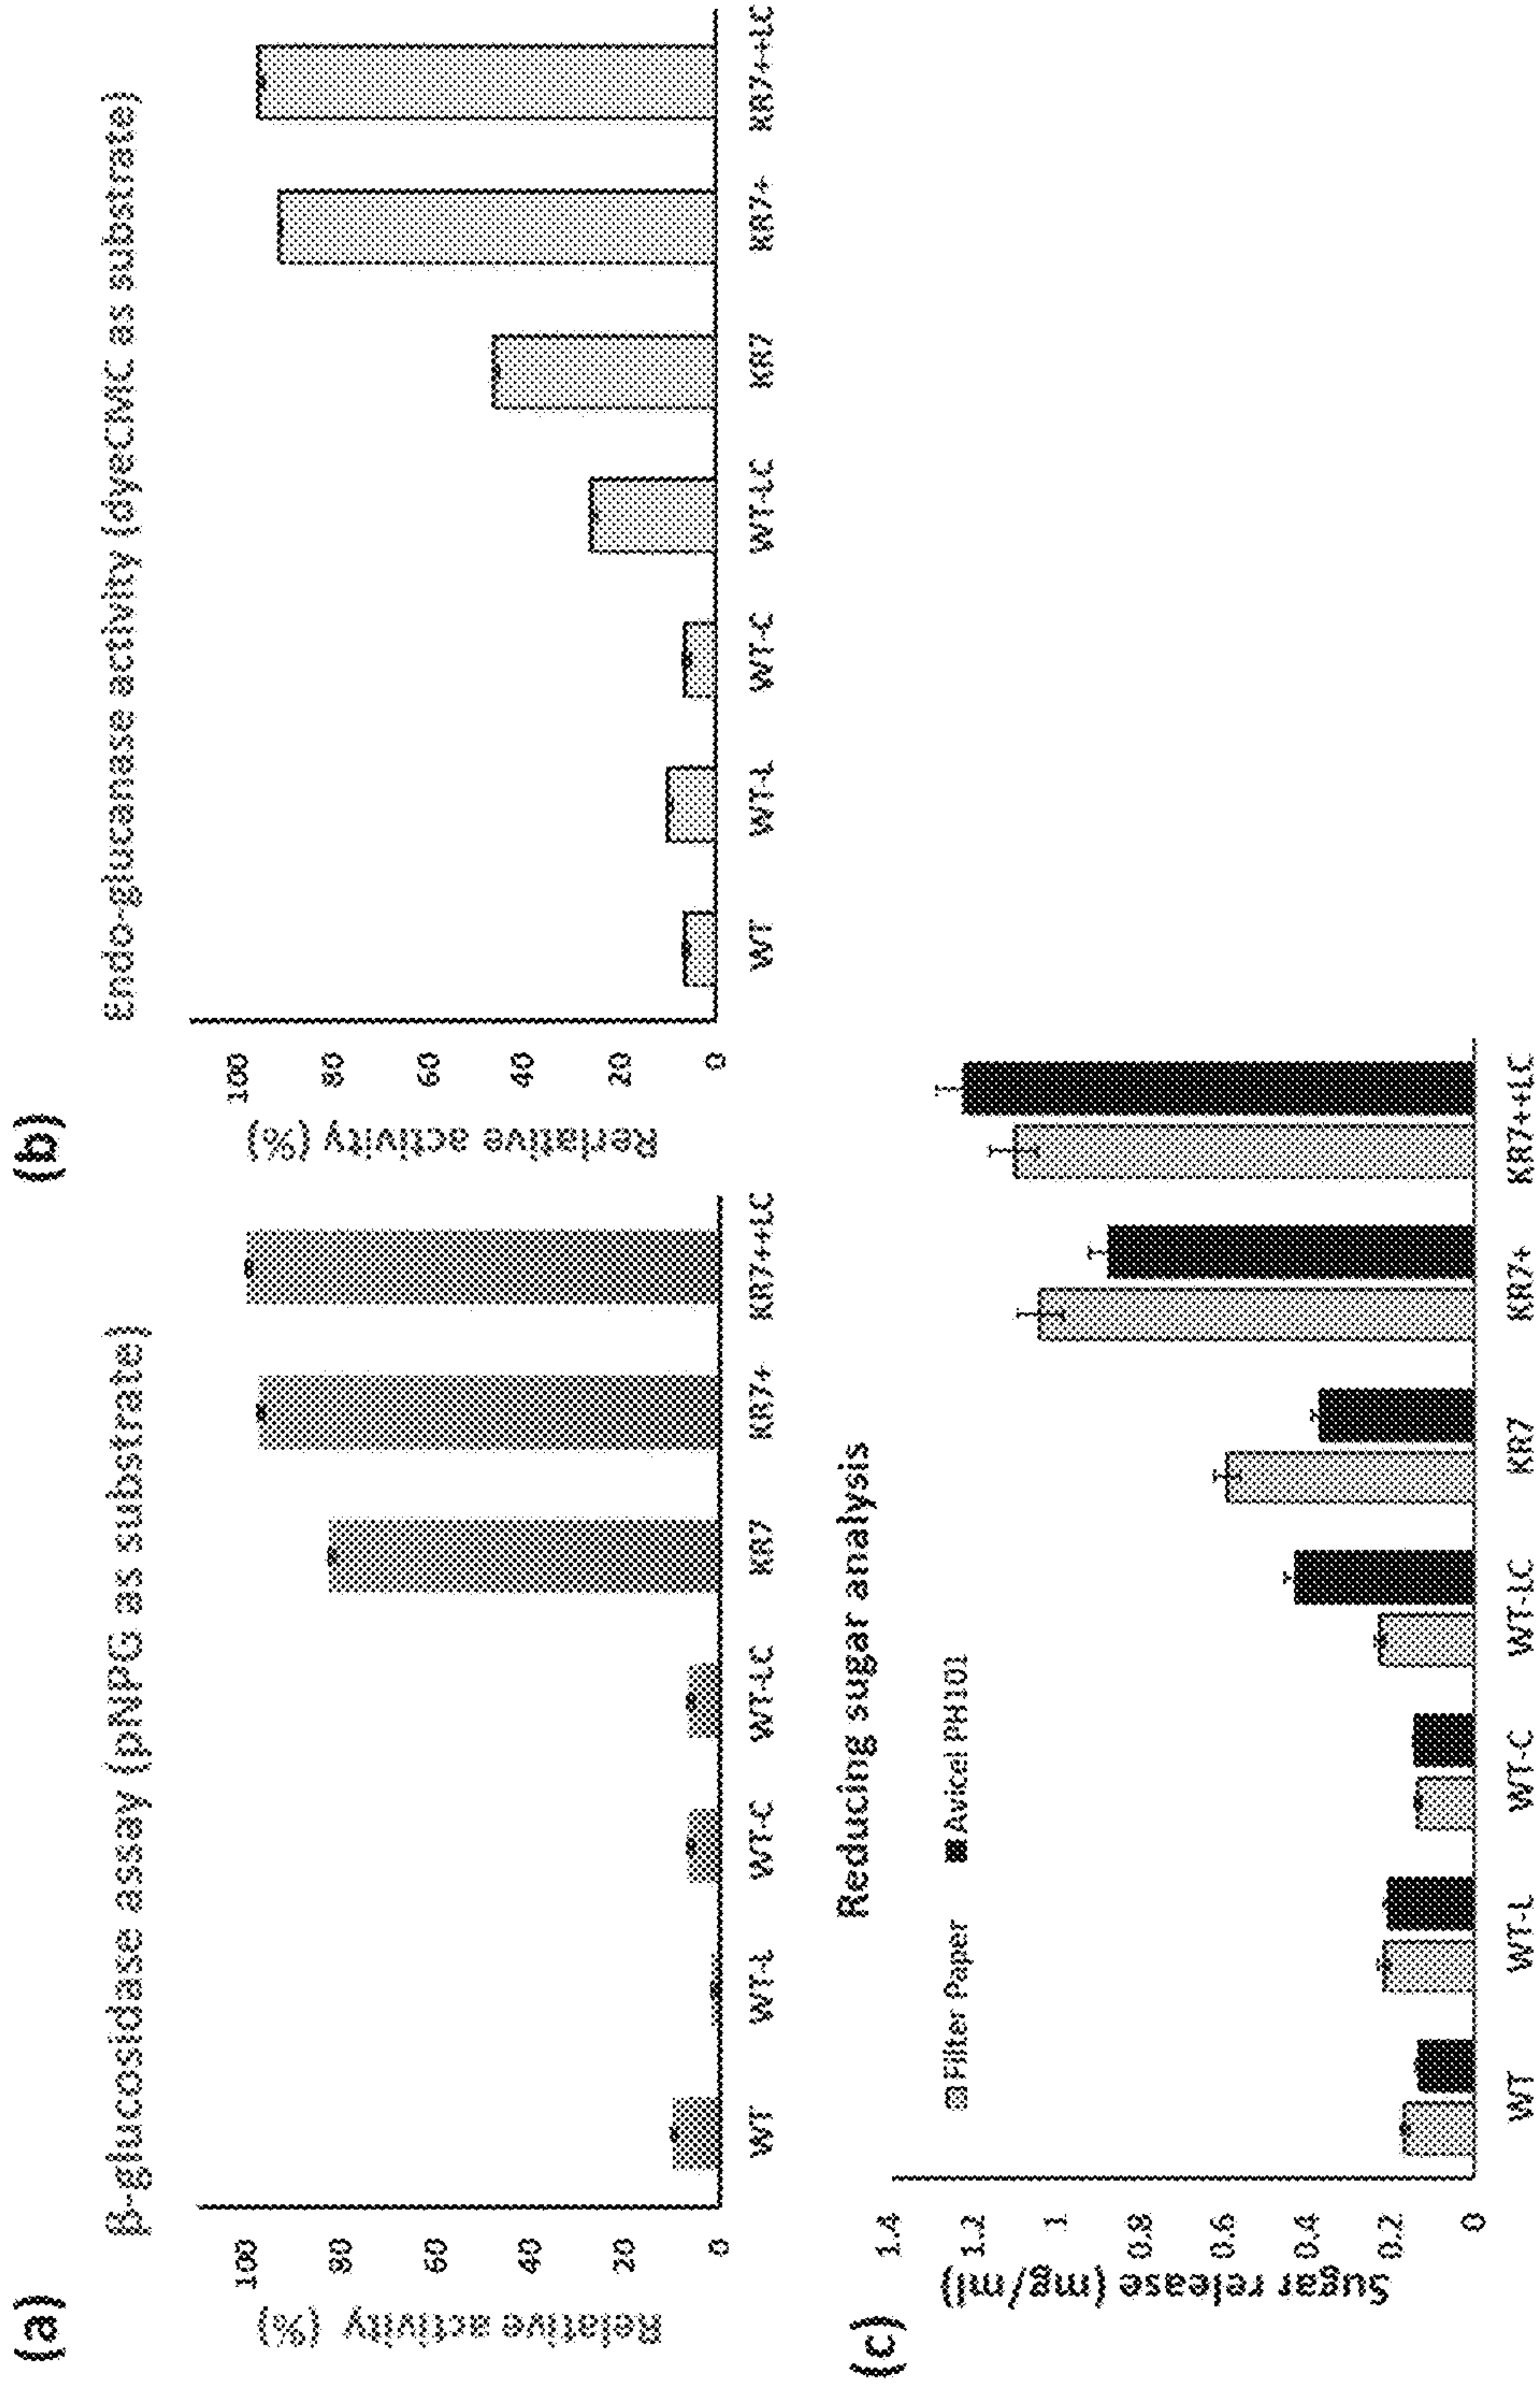 (a)
β-glucosidase assay (pNPG as substrate)
Relative activity (%)
100
80
60
40
20
0
WT WT-L WT-C WT-LC KR7 KR7+ KR7++LC
(b)
Endo-glucanase activity (dyeCMC as substrate)
Rerlative activity (%)
100
80
60
40
20
0
WT WT-L WT-C WT-LC KR7 KR7+ KR7++LC
(c)
Reducing sugar analysis
Filter Paper Avicel PH101
Sugar release (mg/ml)
1.4
1.2
1
0.8
0.6
0.4
0.2
0
WT WT-L WT-C WT-LC KR7 KR7+ KR7++LC